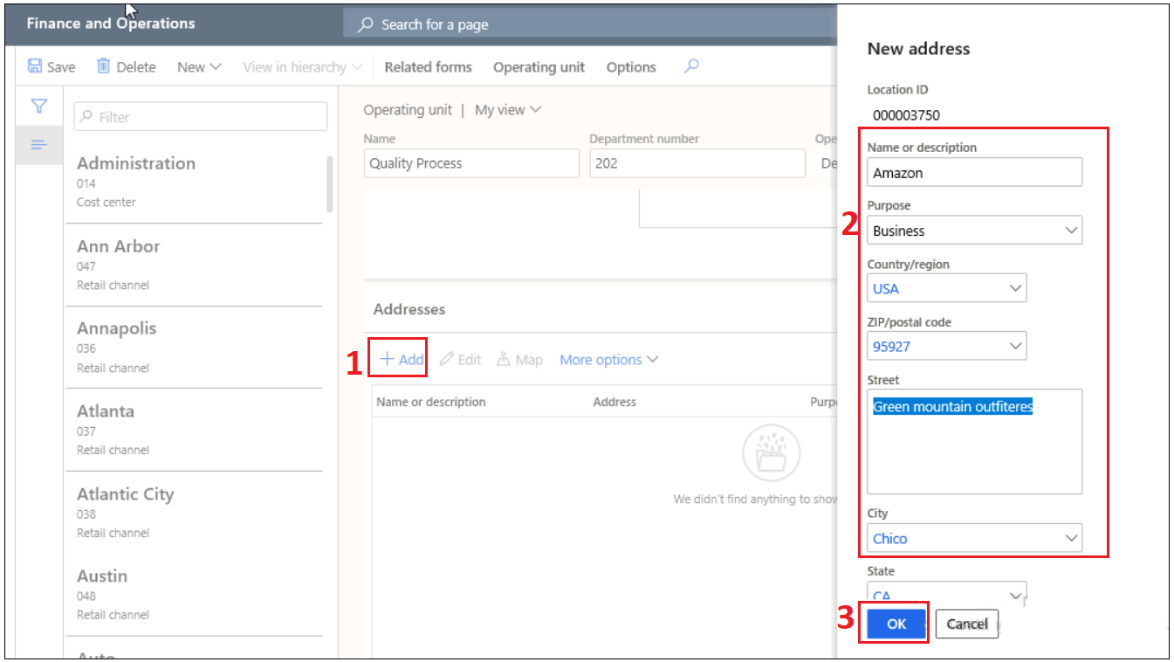 Finance and Operations
Search for a page
Save Delete New View in hierarchy Related forms Operating unit Options
Filter
Administration
014
Cost center
Ann Arbor
047
Retail channel
Annapolis
036
Retail channel
Atlanta
037
Retail channel
Atlantic City
038
Retail channel
Austin
048
Retail channel
Operating unit | My view
Name Department number Ope
Quality Process 202 De
Addresses
1
+ Add Edit Map More options
Name or description Address Purp
We didn't find anything to show
New address
Location ID
000003750
2
Name or description
Amazon
Purpose
Business
Country/region
USA
ZIP/postal code
95927
Street
Green mountain outfiteres
City
Chico
State
CA
3
OK Cancel